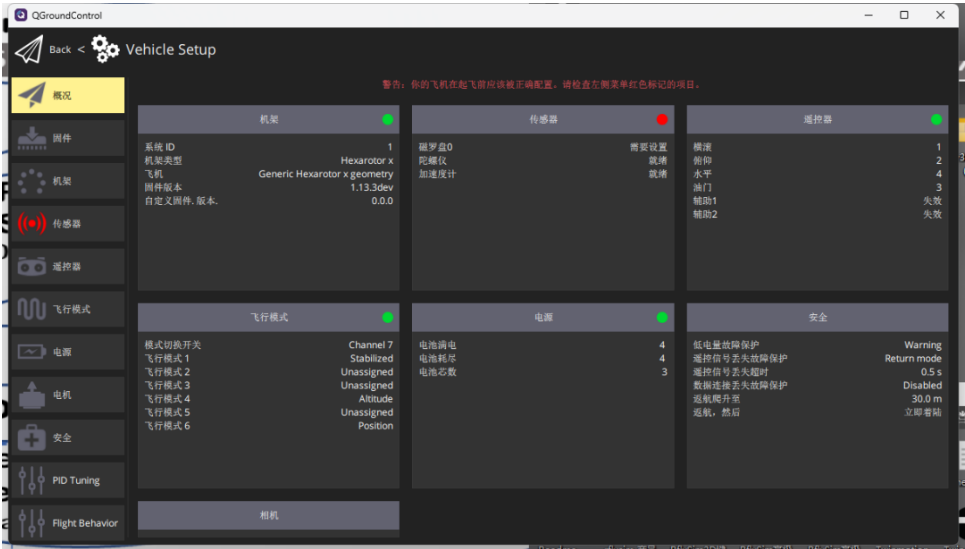 QGroundControl
Back < Vehicle Setup
概况
固件
机架
传感器
遥控器
飞行模式
电源
电机
安全
PID Tuning
Flight Behavior
警告: 你的飞机在起飞前应该被正确配置。请检查左侧菜单红色标记的项目。
机架
系统 ID 1
机架类型 Hexarotor x
飞机 Generic Hexarotor x geometry
固件版本 1.13.3dev
自定义固件. 版本. 0.0.0
传感器
磁罗盘0 需要设置
陀螺仪 就绪
加速度计 就绪
遥控器
横滚 1
俯仰 2
水平 4
油门 3
辅助1 失效
辅助2 失效
飞行模式
模式切换开关 Channel 7
飞行模式 1 Stabilized
飞行模式 2 Unassigned
飞行模式 3 Unassigned
飞行模式 4 Altitude
飞行模式 5 Unassigned
飞行模式 6 Position
电源
电池满电 4
电池耗尽 4
电池芯数 3
安全
低电量故障保护 Warning
遥控信号丢失故障保护 Return mode
遥控信号丢失超时 0.5 s
数据连接丢失故障保护 Disabled
返航爬升至 30.0 m
返航，然后 立即着陆
相机